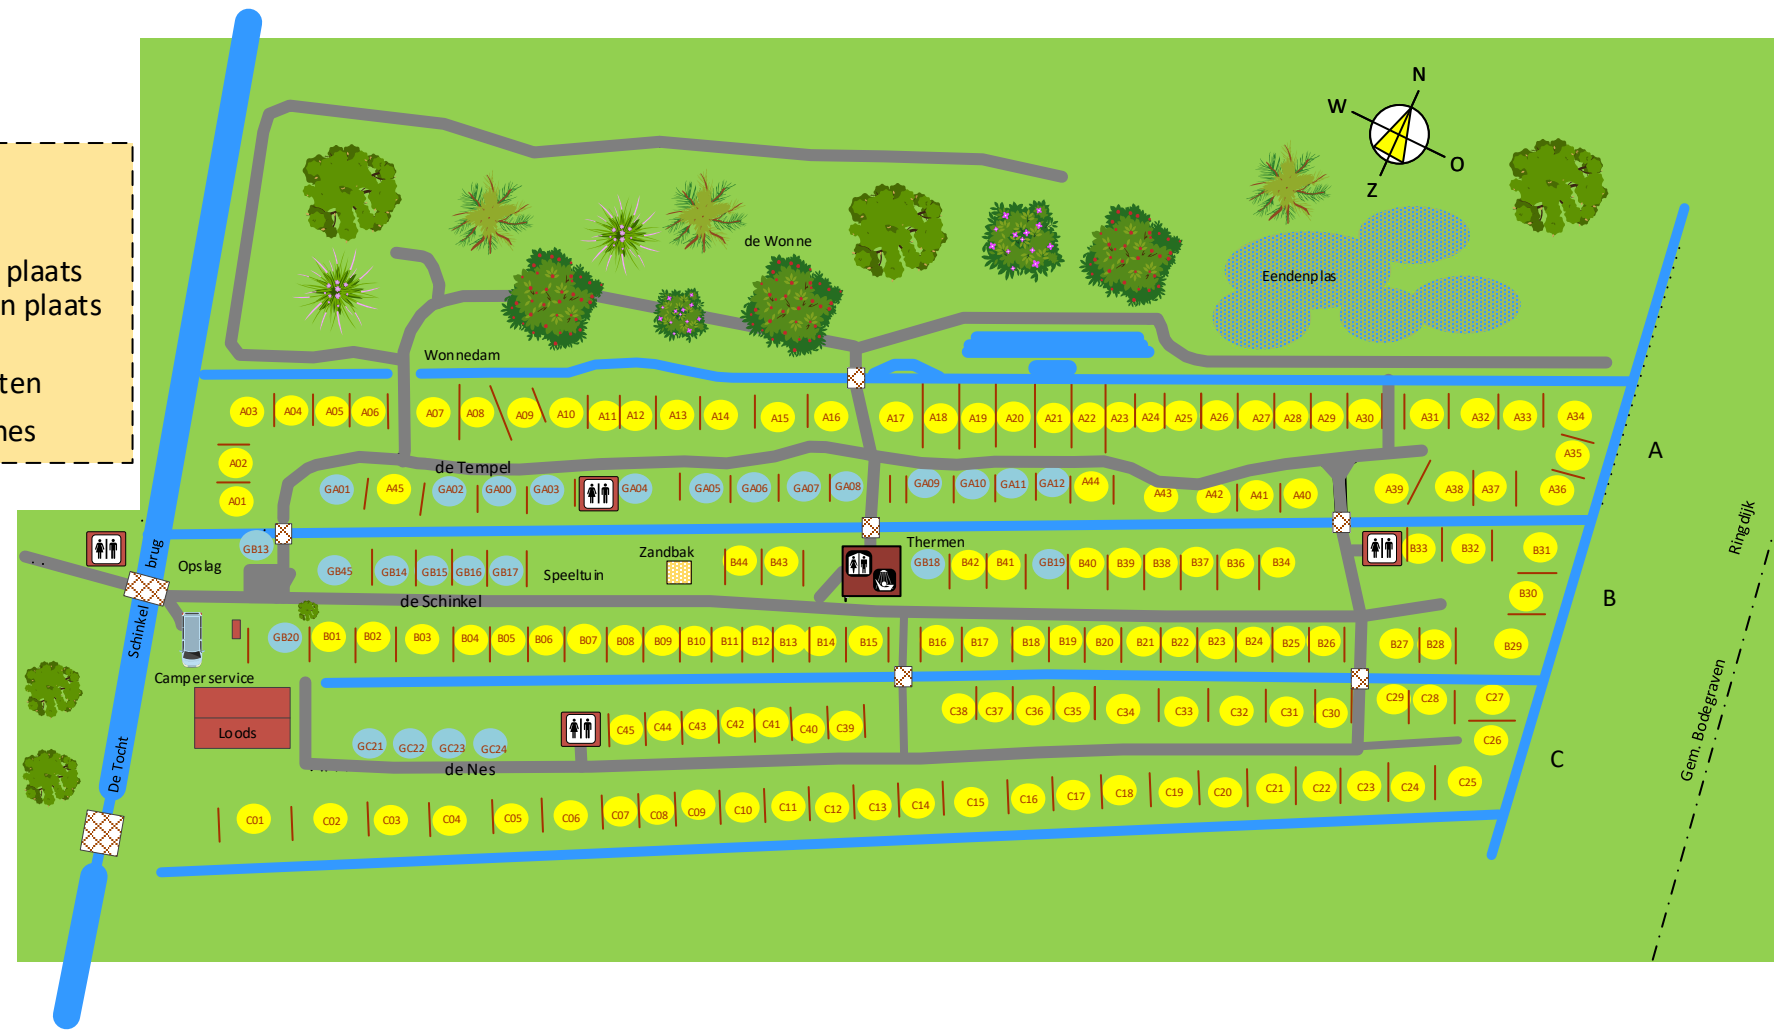 N
W
O
Z
plaats
n plaats
ten
nes
de Wonne
Eendenplas
Wonnedam
A03 A04 A05 A06 A07 A08 A09 A10 A11 A12 A13 A14 A15 A16 A17 A18 A19 A20 A21 A22 A23 A24 A25 A26 A27 A28 A29 A30 A31 A32 A33 A34
A02
A35
A
de Tempel
A01 GA01 A45 GA02 GA00 GA03 GA04 GA05 GA06 GA07 GA08 GA09 GA10 GA11 GA12 A44 A43 A42 A41 A40 A39 A38 A37 A36
Ringdijk
brug
GB13
Opslag
Zandbak
Thermen
GB45 GB14 GB15 GB16 GB17
Speeltuin
B44 B43 GB18 B42 B41 GB19 B40 B39 B38 B37 B36 B34 B33 B32 B31
B30
B
de Schinkel
Schinkel
GB20 B01 B02 B03 B04 B05 B06 B07 B08 B09 B10 B11 B12 B13 B14 B15 B16 B17 B18 B19 B20 B21 B22 B23 B24 B25 B26 B27 B28 B29
Camper service
Gem. Bodegraven
Loods
De Tocht
GC21 GC22 GC23 GC24 C45 C44 C43 C42 C41 C40 C39 C38 C37 C36 C35 C34 C33 C32 C31 C30 C29 C28 C27
C26
C
de Nes
C01 C02 C03 C04 C05 C06 C07 C08 C09 C10 C11 C12 C13 C14 C15 C16 C17 C18 C19 C20 C21 C22 C23 C24 C25